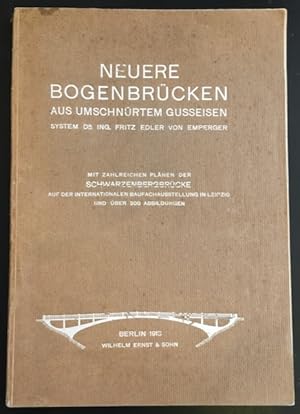 NEUERE
BOGENBRÜCKEN
AUS UMSCHNÜRTEM GUSSEISEN
SYSTEM DR. ING. FRITZ EDLER VON EMPERGER
MIT ZAHLREICHEN PLÄNEN DER
SCHWARZENBERGBRÜCKE
AUF DER INTERNATIONALEN BAUFACHAUSSTELLUNG IN LEIPZIG
UND ÜBER 200 ABBILDUNGEN
BERLIN 1913
WILHELM ERNST & SOHN